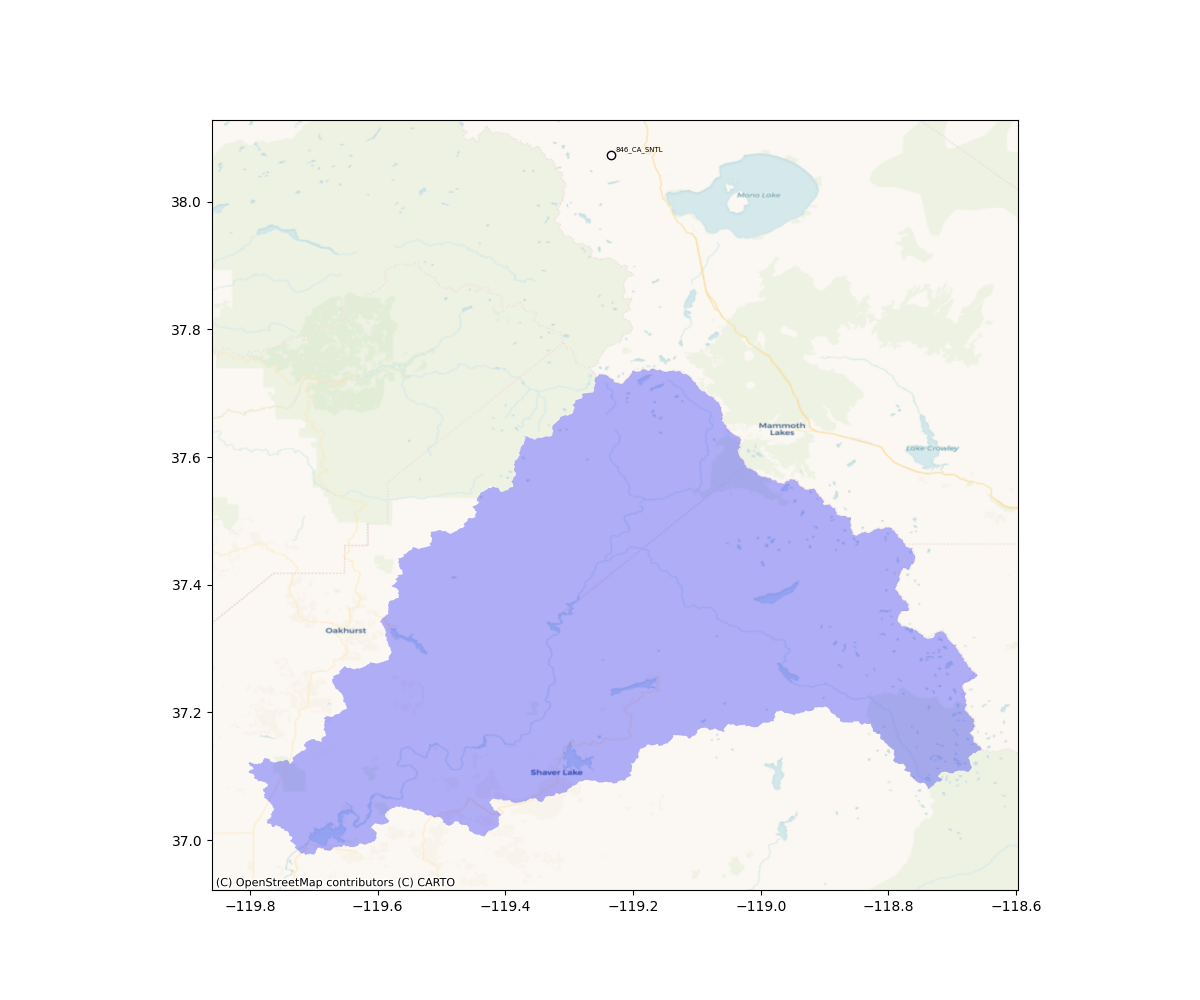 846_CA_SNTL
Mono Lake
38.0
37.8
Mammoth
Lakes
Lake Crowley
37.6
37.4
Oakhurst
37.2
Shaver Lake
37.0
(C) OpenStreetMap contributors (C) CARTO
−119.8 −119.6 −119.4 −119.2 −119.0 −118.8 −118.6